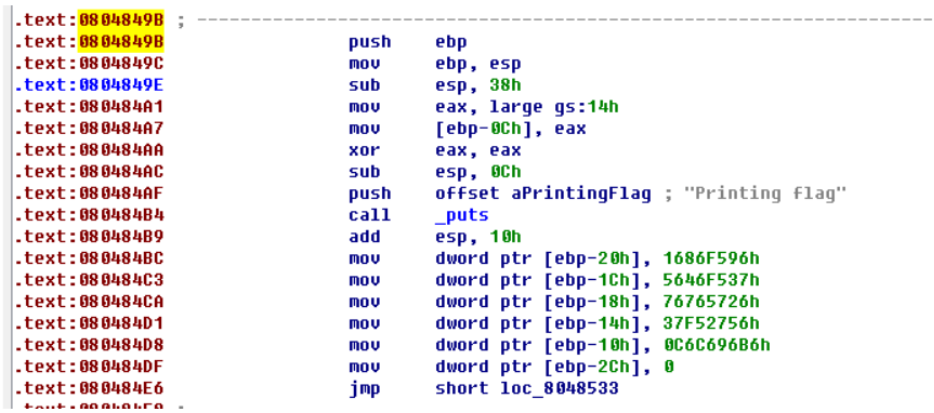 .text:0804849B ; --------------------------------------------------------------------
.text:0804849B push ebp
.text:0804849C mov ebp, esp
.text:0804849E sub esp, 38h
.text:080484A1 mov eax, large gs:14h
.text:080484A7 mov [ebp-0Ch], eax
.text:080484AA xor eax, eax
.text:080484AC sub esp, 0Ch
.text:080484AF push offset aPrintingFlag ; "Printing flag"
.text:080484B4 call _puts
.text:080484B9 add esp, 10h
.text:080484BC mov dword ptr [ebp-20h], 1686F596h
.text:080484C3 mov dword ptr [ebp-1Ch], 5646F537h
.text:080484CA mov dword ptr [ebp-18h], 76765726h
.text:080484D1 mov dword ptr [ebp-14h], 37F52756h
.text:080484D8 mov dword ptr [ebp-10h], 0C6C696B6h
.text:080484DF mov dword ptr [ebp-2Ch], 0
.text:080484E6 jmp short loc_8048533